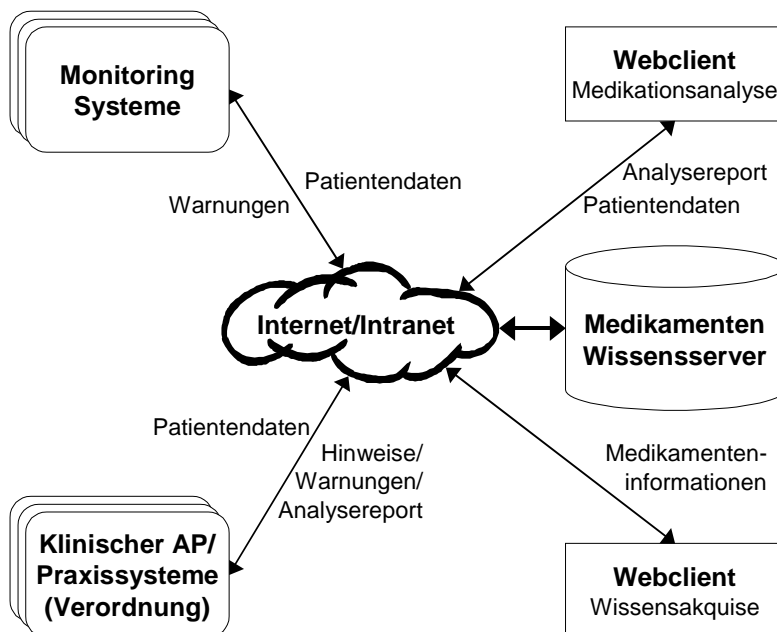 Monitoring
Systeme
Webclient
Medikationsanalyse
Warnungen
Patientendaten
Analysereport
Patientendaten
Internet/Intranet
Medikamenten
Wissensserver
Patientendaten
Hinweise/
Warnungen/
Analysereport
Medikamenten-
informationen
Klinischer AP/
Praxissysteme
(Verordnung)
Webclient
Wissensakquise